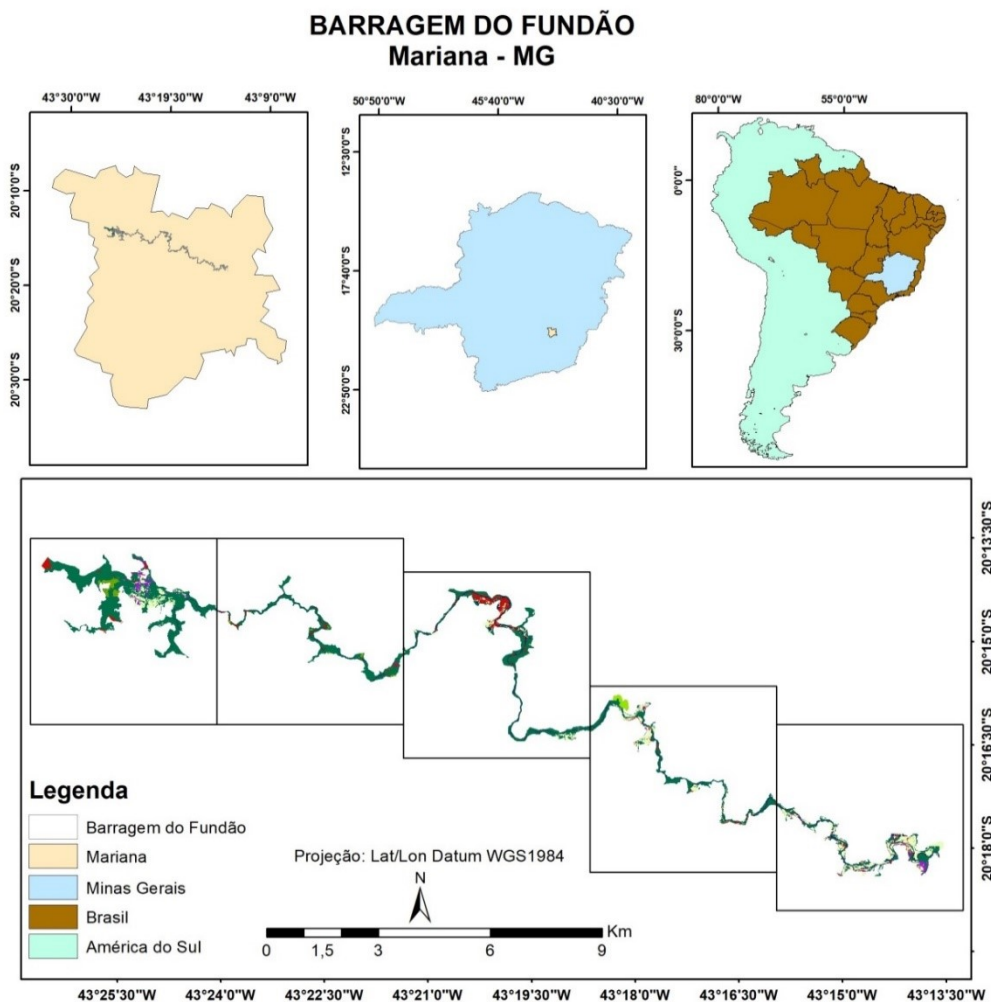 BARRAGEM DO FUNDÃO
Mariana - MG
43°30'0"W 43°19'30"W 43°9'0"W
20°10'0"S
20°20'0"S
20°30'0"S
50°50'0"W 45°40'0"W 40°30'0"W
12°30'0"S
17°40'0"S
22°50'0"S
80°0'0"W 55°0'0"W
0°0'0"
30°0'0"S
20°13'30"S
20°15'0"S
20°16'30"S
20°18'0"S
Legenda
Barragem do Fundão
Mariana
Minas Gerais
Brasil
América do Sul
Projeção: Lat/Lon Datum WGS1984
N
Km
0 1,5 3 6 9
43°25'30"W 43°24'0"W 43°22'30"W 43°21'0"W 43°19'30"W 43°18'0"W 43°16'30"W 43°15'0"W 43°13'30"W